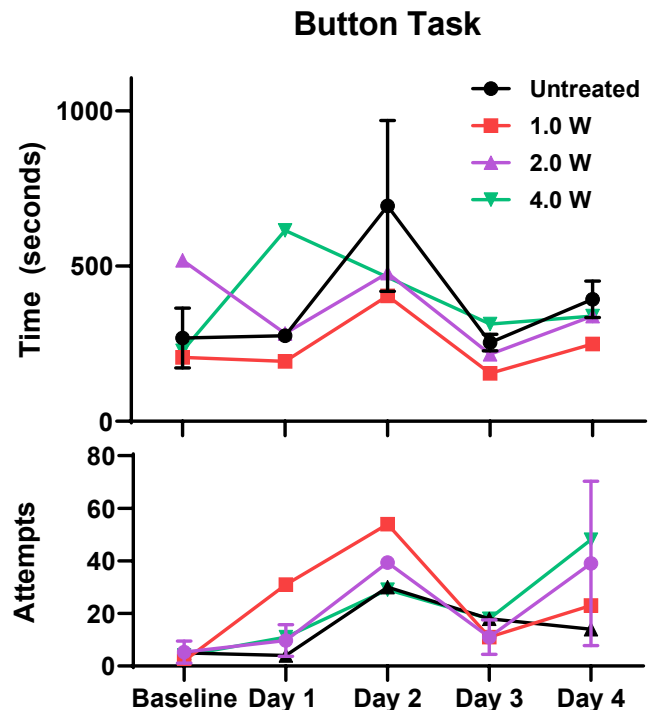 Button Task
Untreated
1.0 W
2.0 W
4.0 W
Time (seconds)
1000
500
0
Attempts
80
60
40
20
0
Baseline Day 1 Day 2 Day 3 Day 4